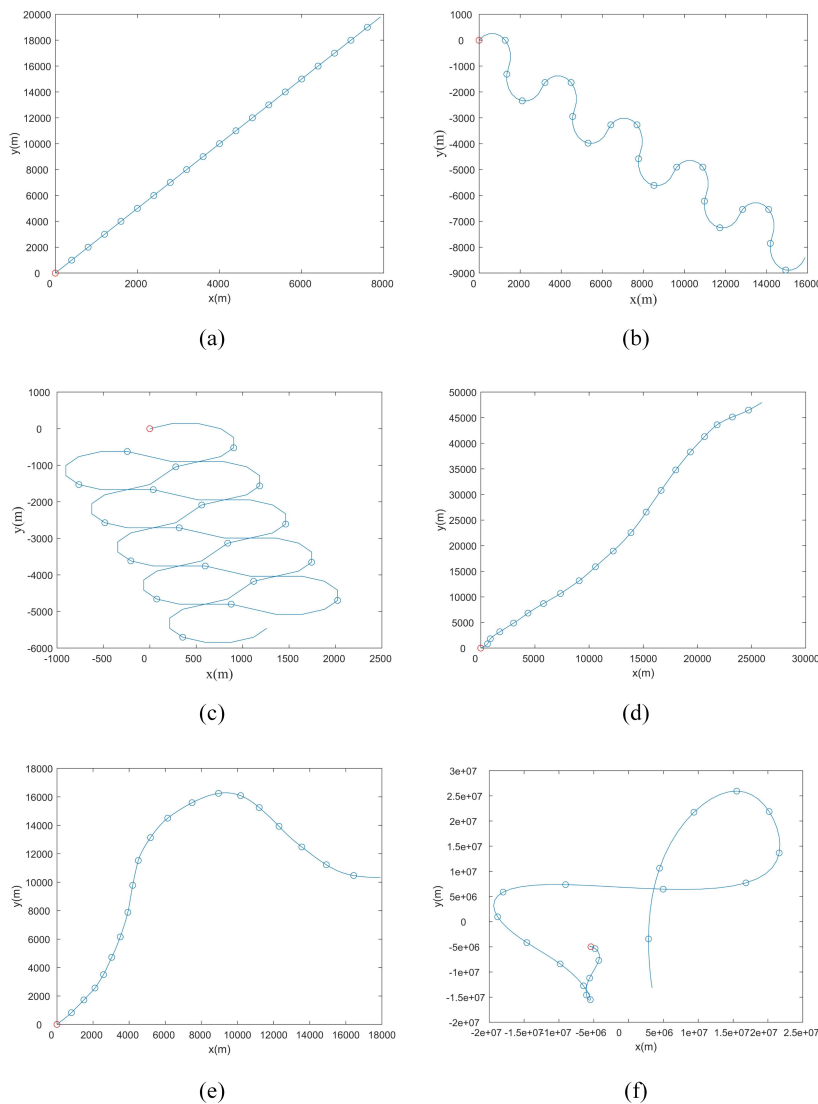 20000
18000
16000
14000
12000
10000
8000
6000
4000
2000
0
2000
4000
6000
8000
y(m)
x(m)
(a)
1000
0
-1000
-2000
-3000
-4000
-5000
-6000
-7000
-8000
-9000
0
2000
4000
6000
8000
10000
12000
14000
16000
y(m)
x(m)
(b)
1000
0
-1000
-2000
-3000
-4000
-5000
-6000
-1000
-500
0
500
1000
1500
2000
2500
y(m)
x(m)
(c)
50000
45000
40000
35000
30000
25000
20000
15000
10000
5000
0
0
5000
10000
15000
20000
25000
30000
y(m)
x(m)
(d)
18000
16000
14000
12000
10000
8000
6000
4000
2000
0
0
2000
4000
6000
8000
10000
12000
14000
16000
18000
y(m)
x(m)
(e)
3e+07
2.5e+07
2e+07
1.5e+07
1e+07
5e+06
0
-5e+06
-1e+07
-1.5e+07
-2e+07
-2e+07
-1.5e+07
-1e+07
-5e+06
0
5e+06
1e+07
1.5e+07
2e+07
2.5e+07
y(m)
x(m)
(f)